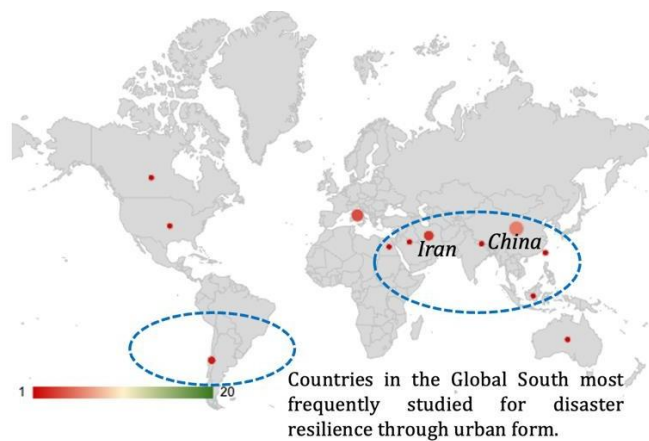 Iran China
1 20
Countries in the Global South most
frequently studied for disaster
resilience through urban form.